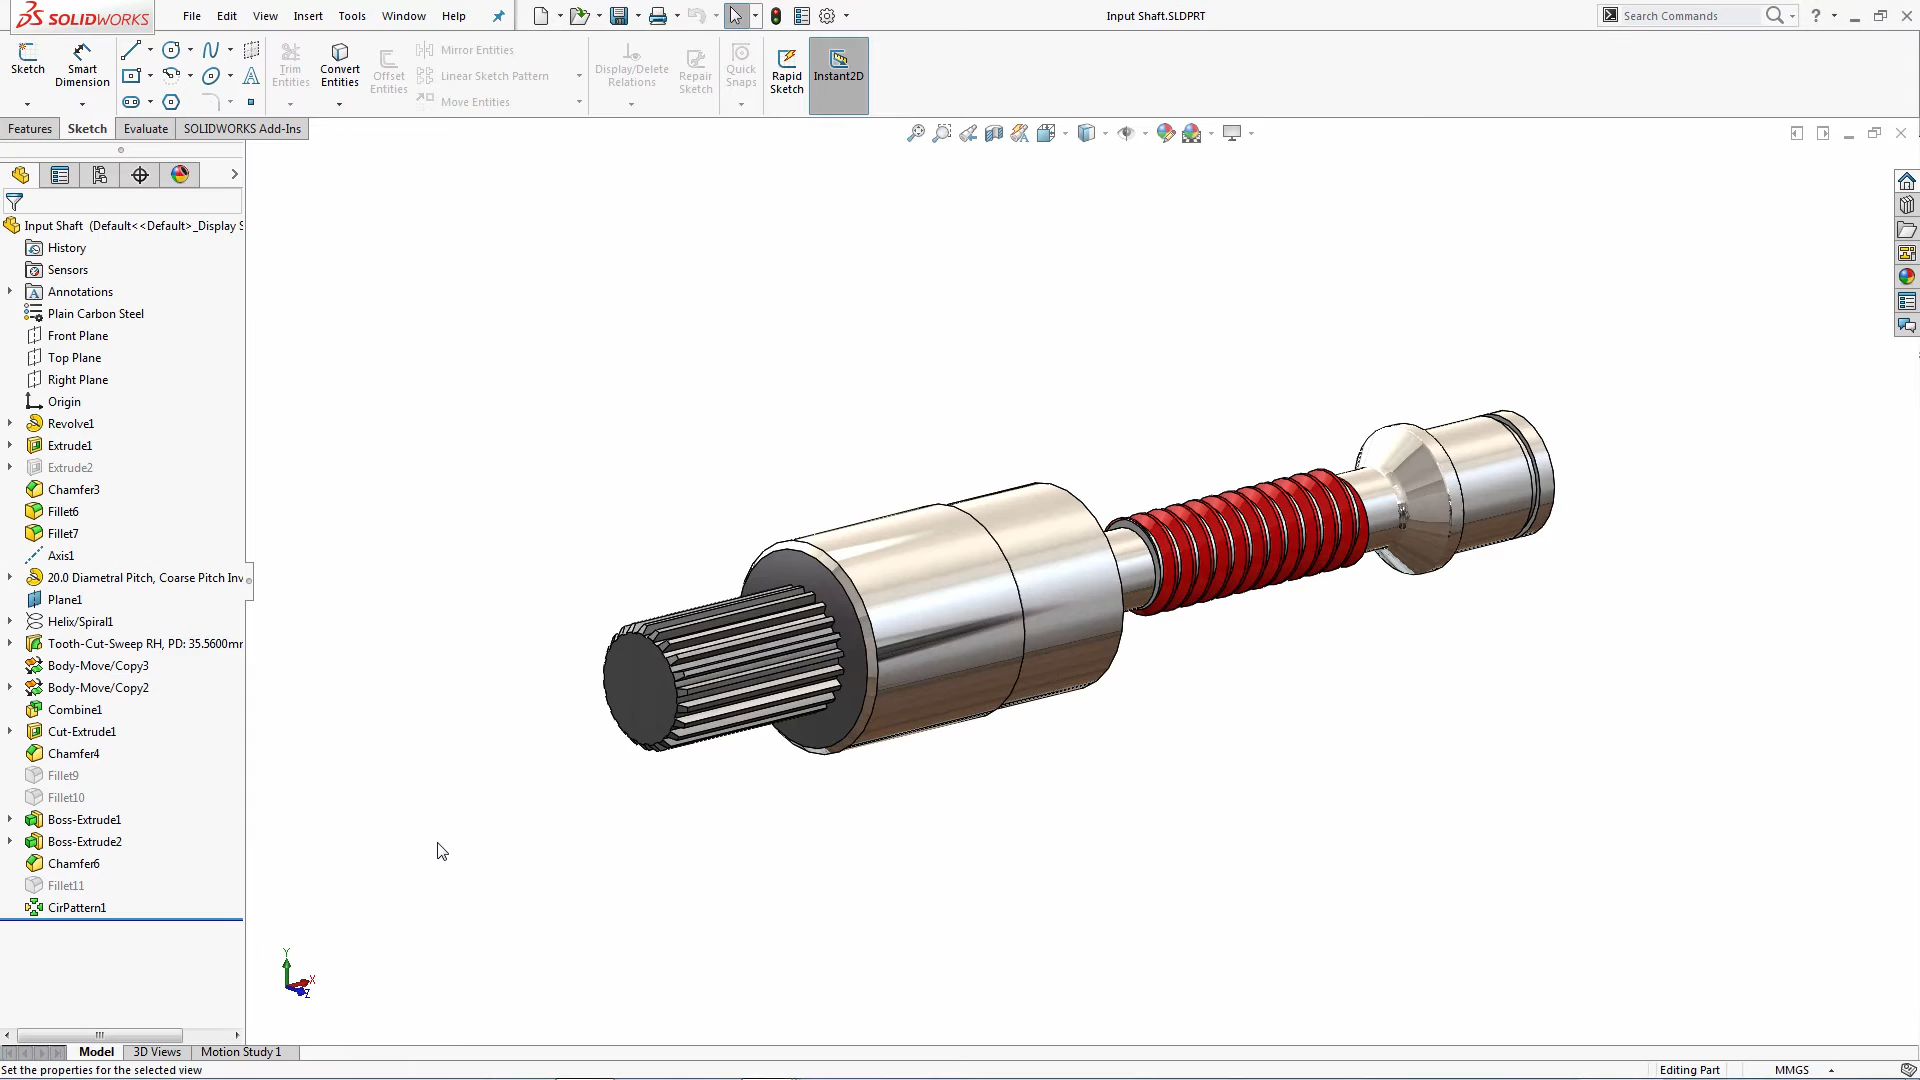 SOLIDWORKS
File Edit View Insert Tools Window Help
Input Shaft.SLDPRT
Search Commands
Sketch
Smart Dimension
Trim Entities
Convert Entities
Offset Entities
Mirror Entities
Linear Sketch Pattern
Move Entities
Display/Delete Relations
Repair Sketch
Quick Snaps
Rapid Sketch
Instant2D
Features Sketch Evaluate SOLIDWORKS Add-Ins
Input Shaft (Default<<Default>_Display S
History
Sensors
Annotations
Plain Carbon Steel
Front Plane
Top Plane
Right Plane
Origin
Revolve1
Extrude1
Extrude2
Chamfer3
Fillet6
Fillet7
Axis1
20.0 Diametral Pitch, Coarse Pitch Inv
Plane1
Helix/Spiral1
Tooth-Cut-Sweep RH, PD: 35.5600mm
Body-Move/Copy3
Body-Move/Copy2
Combine1
Cut-Extrude1
Chamfer4
Fillet9
Fillet10
Boss-Extrude1
Boss-Extrude2
Chamfer6
Fillet11
CirPattern1
Y
X
Z
Model 3D Views Motion Study 1
Set the properties for the selected view
Editing Part
MMGS